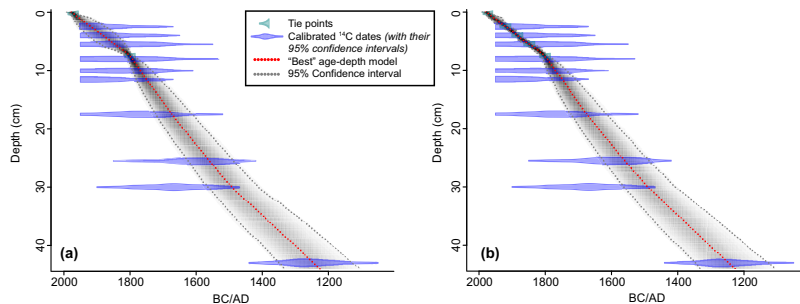 0
10
20
30
40
Depth (cm)
(a)
2000
1800
1600
1400
1200
BC/AD
Tie points
Calibrated ¹⁴C dates (with their
95% confidence intervals)
“Best” age-depth model
95% Confidence interval
0
10
20
30
40
Depth (cm)
(b)
2000
1800
1600
1400
1200
BC/AD